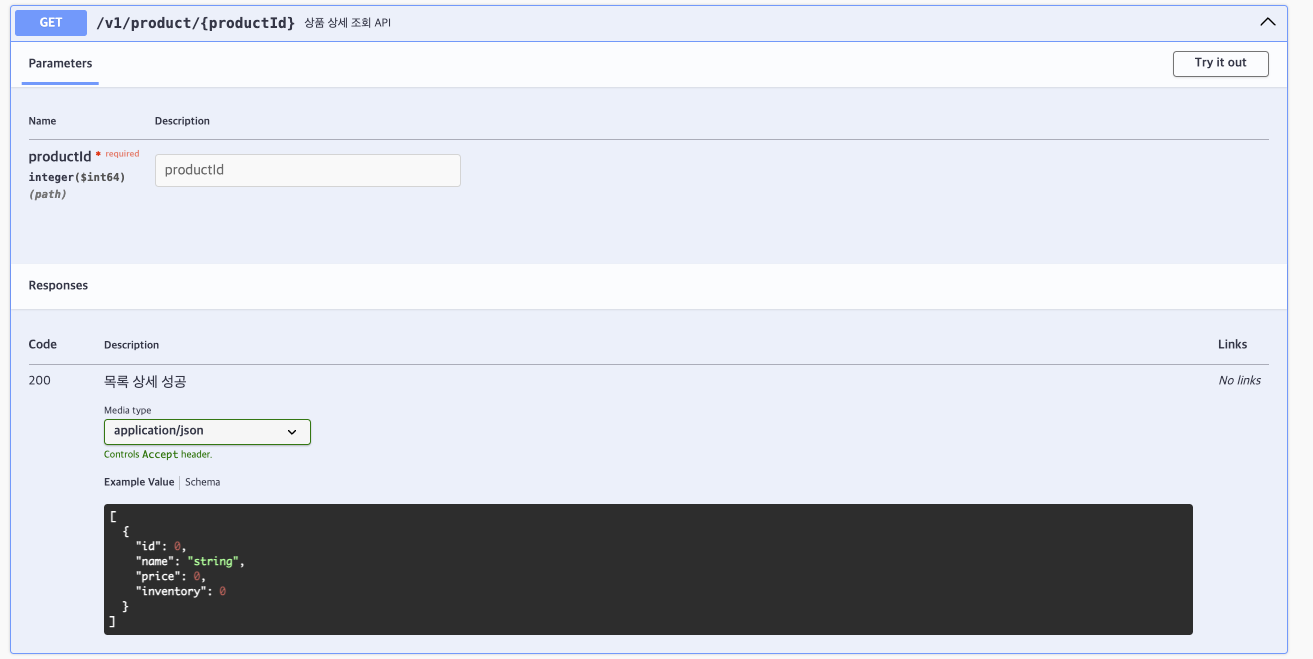 GET /v1/product/{productId} 상품 상세 조회 API
Parameters
Try it out
Name Description
productId * required
integer($int64)
(path)
productId
Responses
Code Description Links
200 목록 상세 성공 No links
Media type
application/json
Controls Accept header.
Example Value Schema
[
{
"id": 0,
"name": "string",
"price": 0,
"inventory": 0
}
]